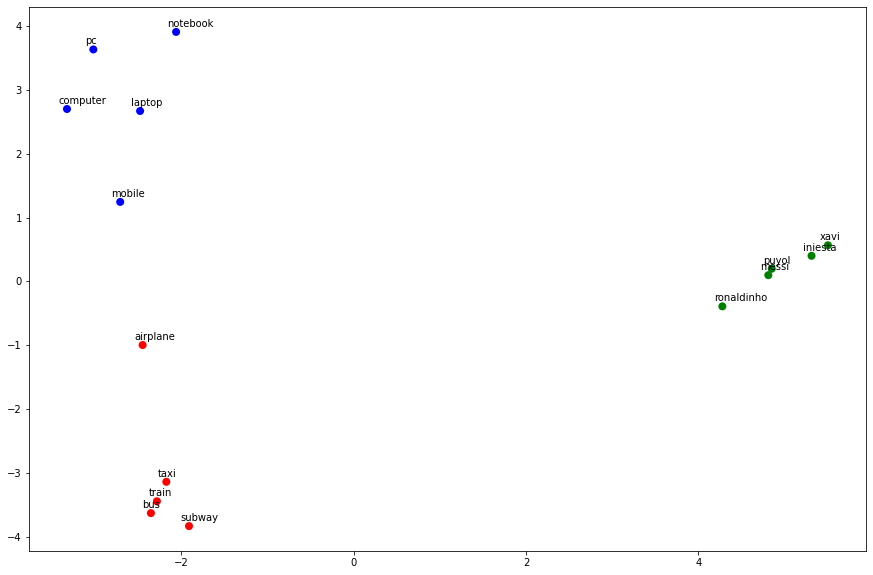 4
notebook
pc
3
computer
laptop
2
mobile
1
xavi
iniesta
puyol
messi
0
ronaldinho
airplane
−1
−2
−3
taxi
train
bus
subway
−4
−2
0
2
4